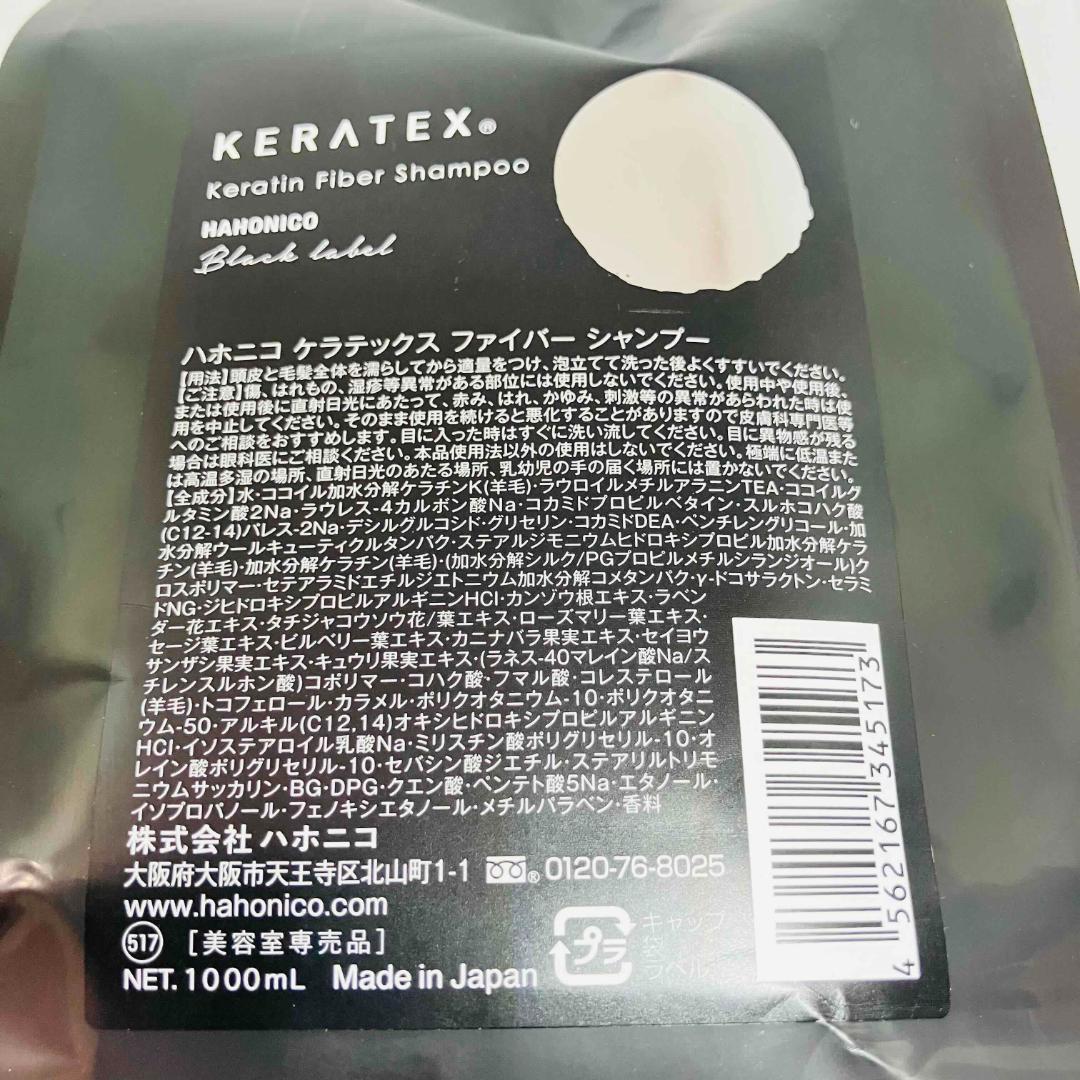 KERATEX®
Keratin Fiber Shampoo
HAHONICO
Black label
ハホニコ ケラテックス ファイバー シャンプー
【用法】頭皮と毛髪全体を濡らしてから適量をつけ、泡立てて洗った後よくすすいでください。
【ご注意】傷、はれもの、湿疹等異常がある部位には使用しないでください。使用中や使用後、
または使用後に直射日光にあたって、赤み、はれ、かゆみ、刺激等の異常があらわれた時は使
用を中止してください。そのまま使用を続けると悪化することがありますので皮膚科専門医等
へのご相談をおすすめします。目に入った時はすぐに洗い流してください。目に異物感が残る
場合は眼科医にご相談ください。本品使用法以外の使用はしないでください。極端に低温また
は高温多湿の場所、直射日光のあたる場所、乳幼児の手の届く場所には置かないでください。
【全成分】水・ココイル加水分解ケラチンK(羊毛)・ラウロイルメチルアラニンTEA・ココイルグ
ルタミン酸2Na・ラウレス-4カルボン酸Na・コカミドプロピルベタイン・スルホコハク酸
(C12-14)パレス-2Na・デシルグルコシド・グリセリン・コカミドDEA・ペンチレングリコール・加
水分解ウールキューティクルタンパク・ステアルジモニウムヒドロキシプロピル加水分解ケラ
チン(羊毛)・加水分解ケラチン(羊毛)・(加水分解シルク/PGプロピルメチルシランジオール)ク
ロスポリマー・セテアラミドエチルジエトニウム加水分解コメタンパク・γ-ドコサラクトン・セラミ
ドNG・ジヒドロキシプロピルアルギニンHCl・カンゾウ根エキス・ラベン
ダー花エキス・タチジャコウソウ花/葉エキス・ローズマリー葉エキス・
セージ葉エキス・ビルベリー葉エキス・カニナバラ果実エキス・セイヨウ
サンザシ果実エキス・キュウリ果実エキス・(ラネス-40マレイン酸Na/ス
チレンスルホン酸)コポリマー・コハク酸・フマル酸・コレステロール
(羊毛)・トコフェロール・カラメル・ポリクオタニウム-10・ポリクオタニ
ウム-50・アルキル(C12,14)オキシヒドロキシプロピルアルギニン
HCl・イソステアロイル乳酸Na・ミリスチン酸ポリグリセリル-10・オ
レイン酸ポリグリセリル-10・セバシン酸ジエチル・ステアリルトリモ
ニウムサッカリン・BG・DPG・クエン酸・ペンテト酸5Na・エタノール・
イソプロパノール・フェノキシエタノール・メチルパラベン・香料
株式会社 ハホニコ
大阪府大阪市天王寺区北山町1-1 ® 0120-76-8025
www.hahonico.com
517 [美容室専売品]
NET. 1000mL Made in Japan
プラ
キャップ
袋
ラベル
4 562167 345173